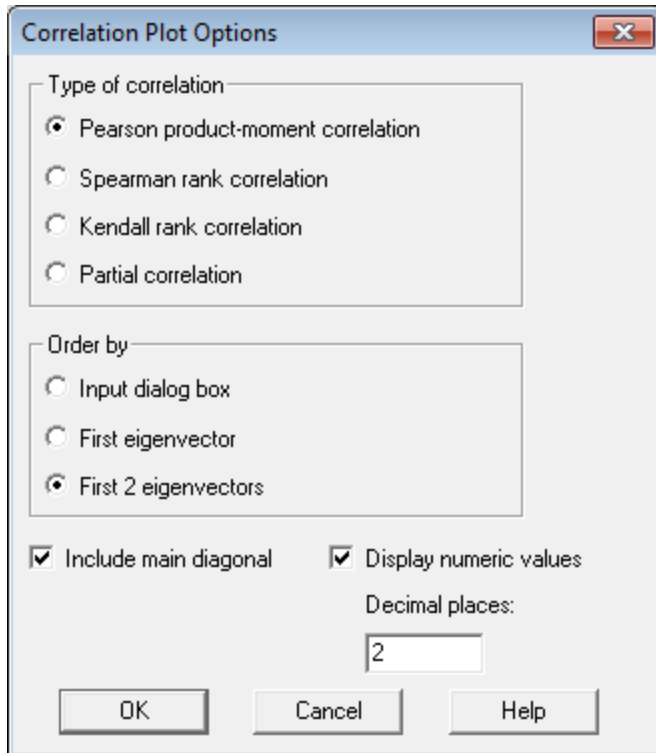 Correlation Plot Options
Type of correlation
Pearson product-moment correlation
Spearman rank correlation
Kendall rank correlation
Partial correlation
Order by
Input dialog box
First eigenvector
First 2 eigenvectors
Include main diagonal
Display numeric values
Decimal places:
2
OK
Cancel
Help